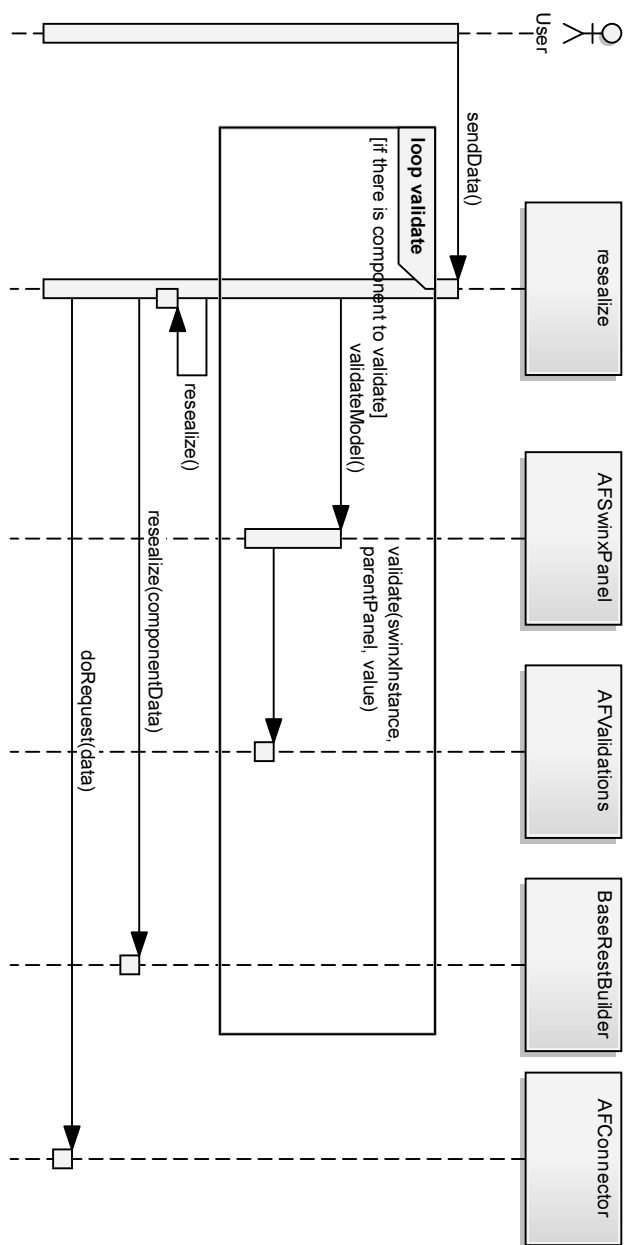 User
resealize
AFSwinxPanel
AFValidations
BaseRestBuilder
AFConnector
sendData()
loop validate
[if there is component to validate]
validateModel()
validate(swinxInstance,
parentPanel, value)
resealize()
resealize(componentData)
doRequest(data)